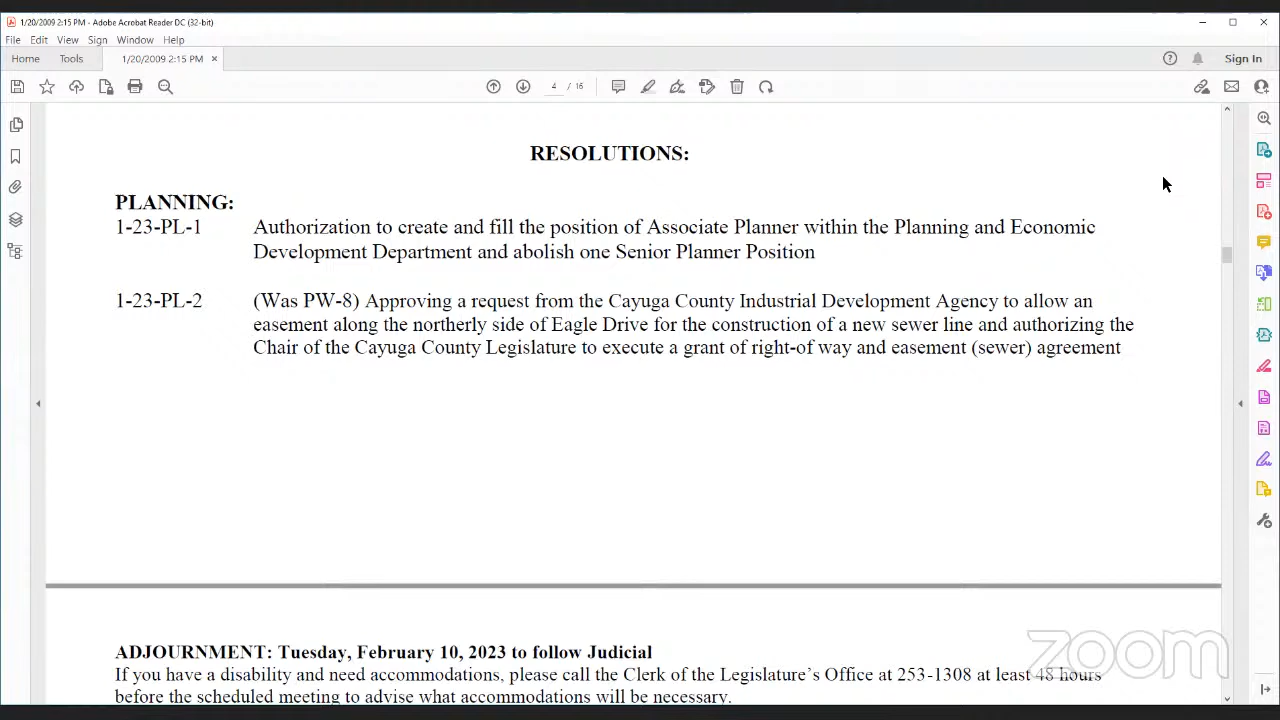 1/20/2009 2:15 PM - Adobe Acrobat Reader DC (32-bit)
File Edit View Sign Window Help
Home Tools 1/20/2009 2:15 PM × Sign In
4 / 16
RESOLUTIONS:
PLANNING:
1-23-PL-1 Authorization to create and fill the position of Associate Planner within the Planning and Economic
Development Department and abolish one Senior Planner Position
1-23-PL-2 (Was PW-8) Approving a request from the Cayuga County Industrial Development Agency to allow an
easement along the northerly side of Eagle Drive for the construction of a new sewer line and authorizing the
Chair of the Cayuga County Legislature to execute a grant of right-of way and easement (sewer) agreement
ADJOURNMENT: Tuesday, February 10, 2023 to follow Judicial
If you have a disability and need accommodations, please call the Clerk of the Legislature's Office at 253-1308 at least 48 hours
before the scheduled meeting to advise what accommodations will be necessary.
zoom